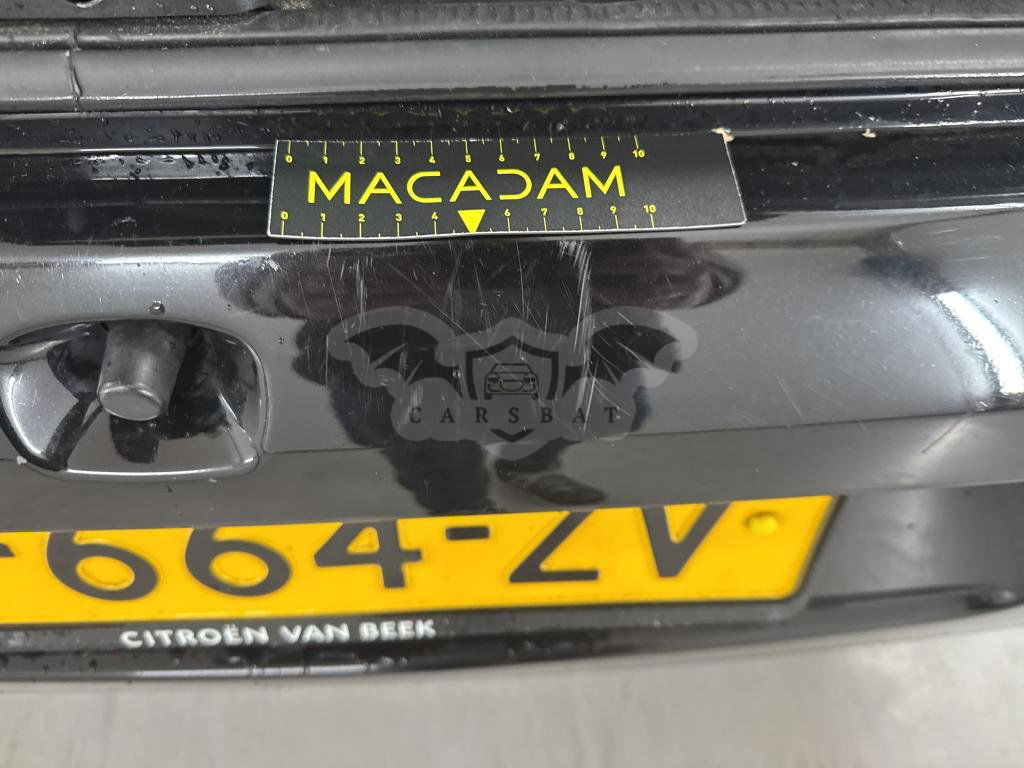 0 1 2 3 4 5 6 7 8 9 10
MACADAM
0 1 2 3 4 6 7 8 9 10
CARSBAT
-664-ZV
CITROËN VAN BEEK